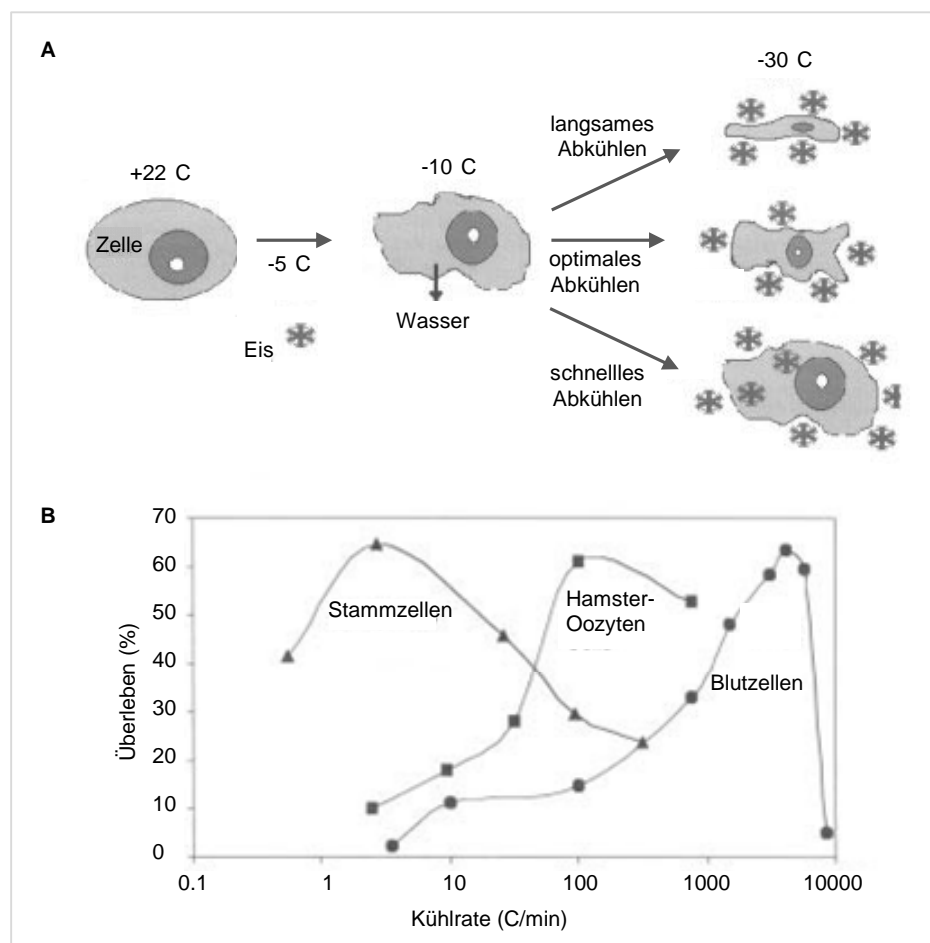 A
-30 C
langsames
Abkühlen
+22 C
-10 C
Zelle
-5 C
optimales
Abkühlen
Wasser
Eis
schnellles
Abkühlen
B
70
60
50
40
30
20
10
0
Überleben (%)
Stammzellen
Hamster-
Oozyten
Blutzellen
0.1
1
10
100
1000
10000
Kühlrate (C/min)